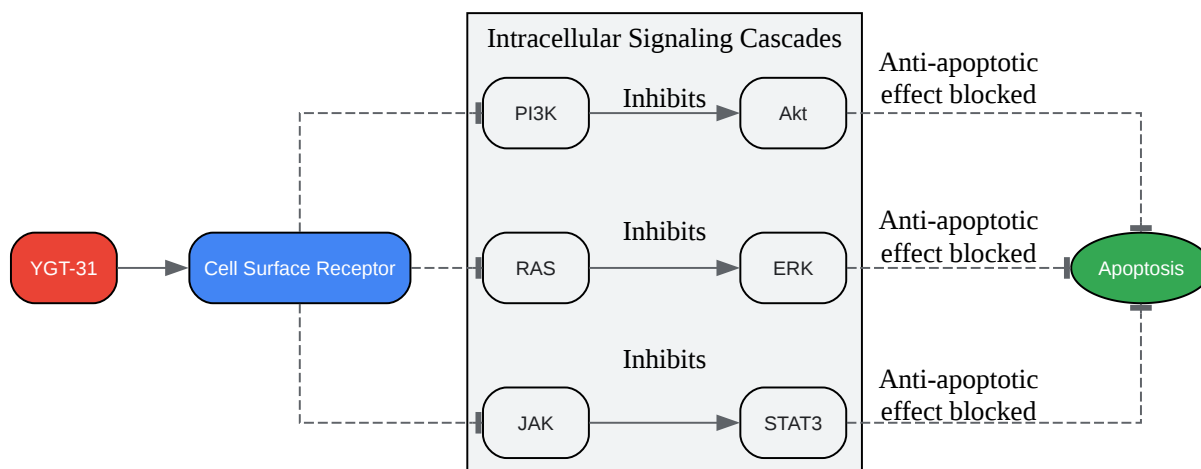 Intracellular Signaling Cascades
Anti-apoptotic
effect blocked
PI3K
Inhibits
Akt
Anti-apoptotic
effect blocked
YGT-31
Cell Surface Receptor
RAS
Inhibits
ERK
Apoptosis
Inhibits
Anti-apoptotic
effect blocked
JAK
STAT3